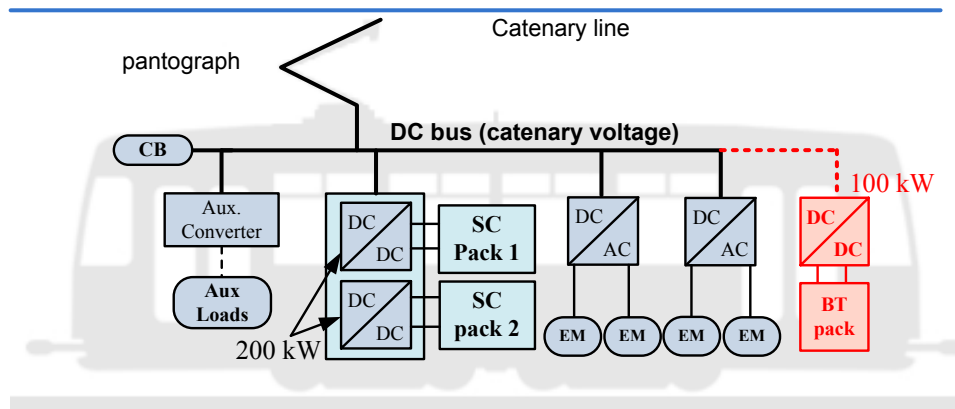 Catenary line
pantograph
DC bus (catenary voltage)
CB
100 kW
Aux.
Converter
Aux
Loads
DC
DC
SC
Pack 1
DC
DC
SC
pack 2
200 kW
DC
AC
DC
AC
EM
EM
EM
EM
DC
DC
BT
pack